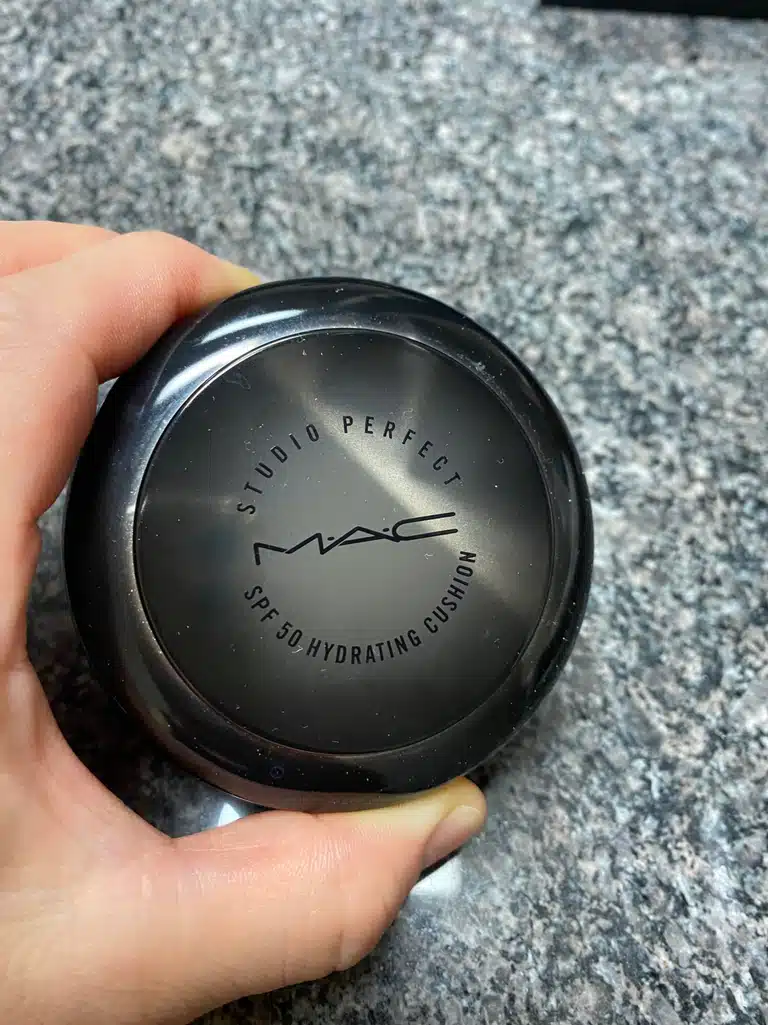 STUDIO PERFECT
M·A·C
SPF 50 HYDRATING CUSHION